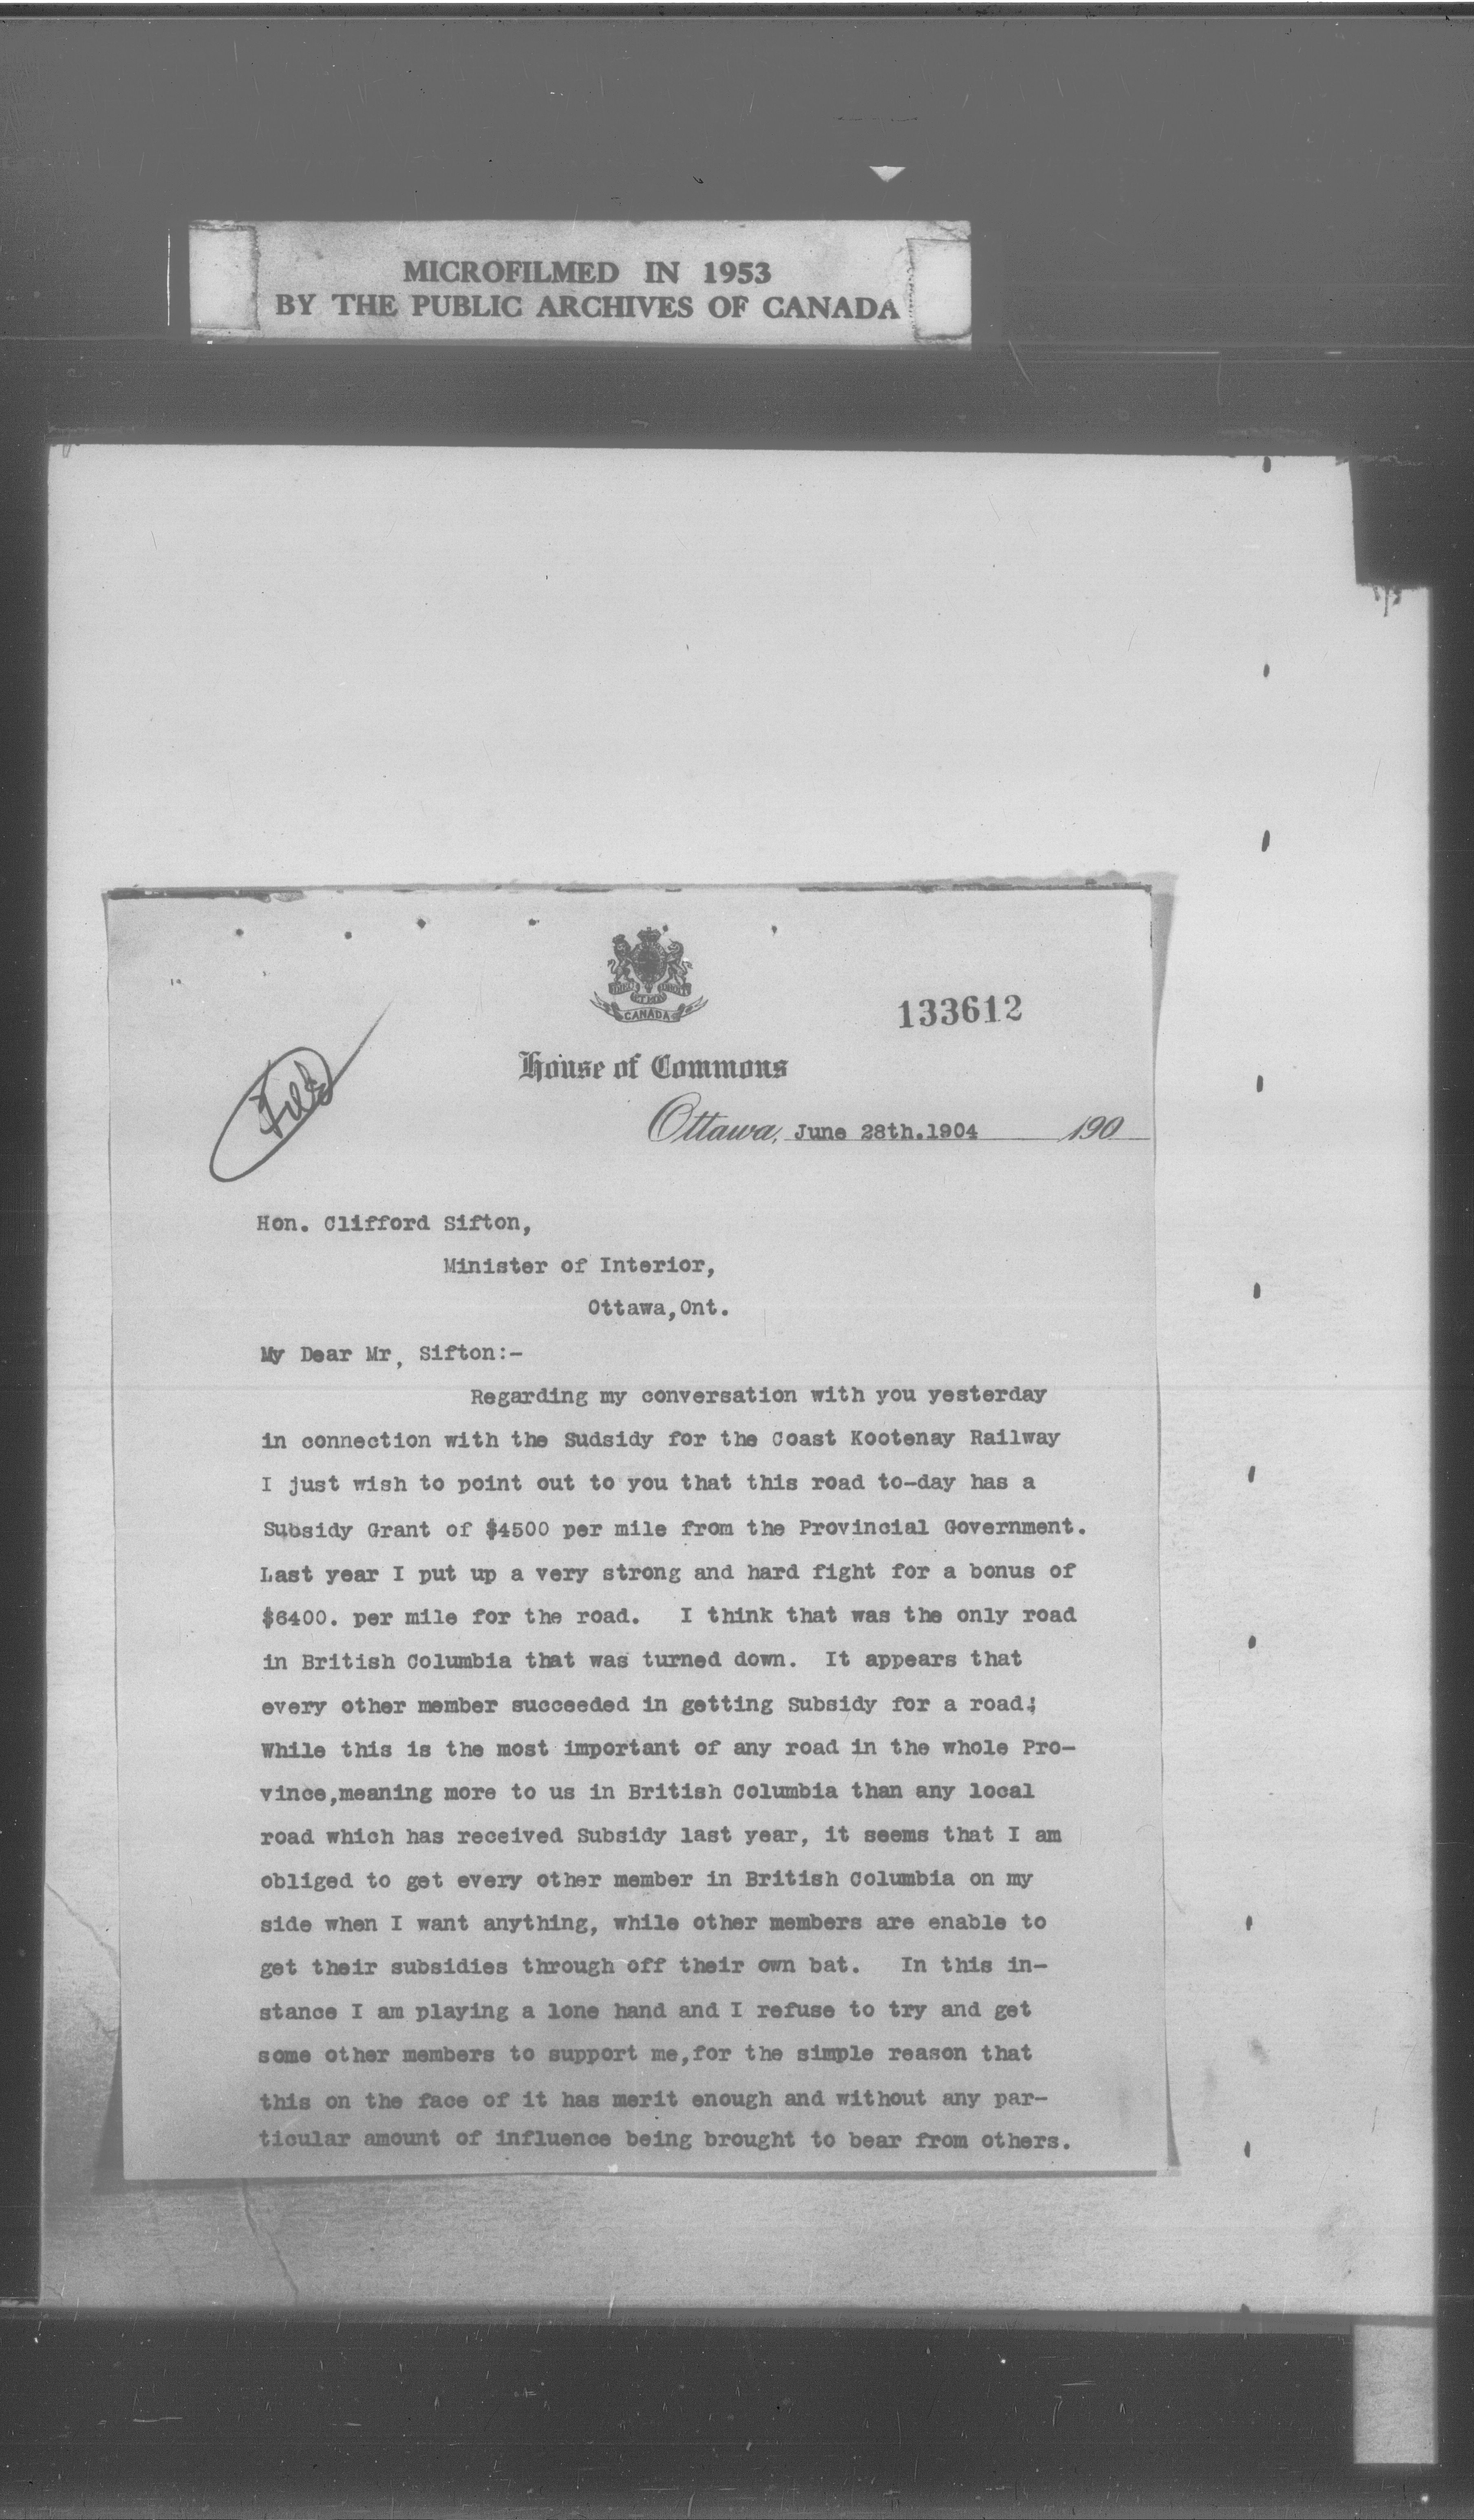 MICROFILMED IN 1953
BY THE PUBLIC ARCHIVES OF CANADA
CANADA
133612
House of Commons
File
Ottawa, June 28th.1904 190
Hon. Clifford Sifton,
Minister of Interior,
Ottawa,Ont.
My Dear Mr, Sifton:-
Regarding my conversation with you yesterday
in connection with the Sudsidy for the Coast Kootenay Railway
I just wish to point out to you that this road to-day has a
Subsidy Grant of $4500 per mile from the Provincial Government.
Last year I put up a very strong and hard fight for a bonus of
$6400. per mile for the road. I think that was the only road
in British Columbia that was turned down. It appears that
every other member succeeded in getting Subsidy for a road;
While this is the most important of any road in the whole Pro-
vince,meaning more to us in British Columbia than any local
road which has received Subsidy last year, it seems that I am
obliged to get every other member in British Columbia on my
side when I want anything, while other members are enable to
get their subsidies through off their own bat. In this in-
stance I am playing a lone hand and I refuse to try and get
some other members to support me,for the simple reason that
this on the face of it has merit enough and without any par-
ticular amount of influence being brought to bear from others.